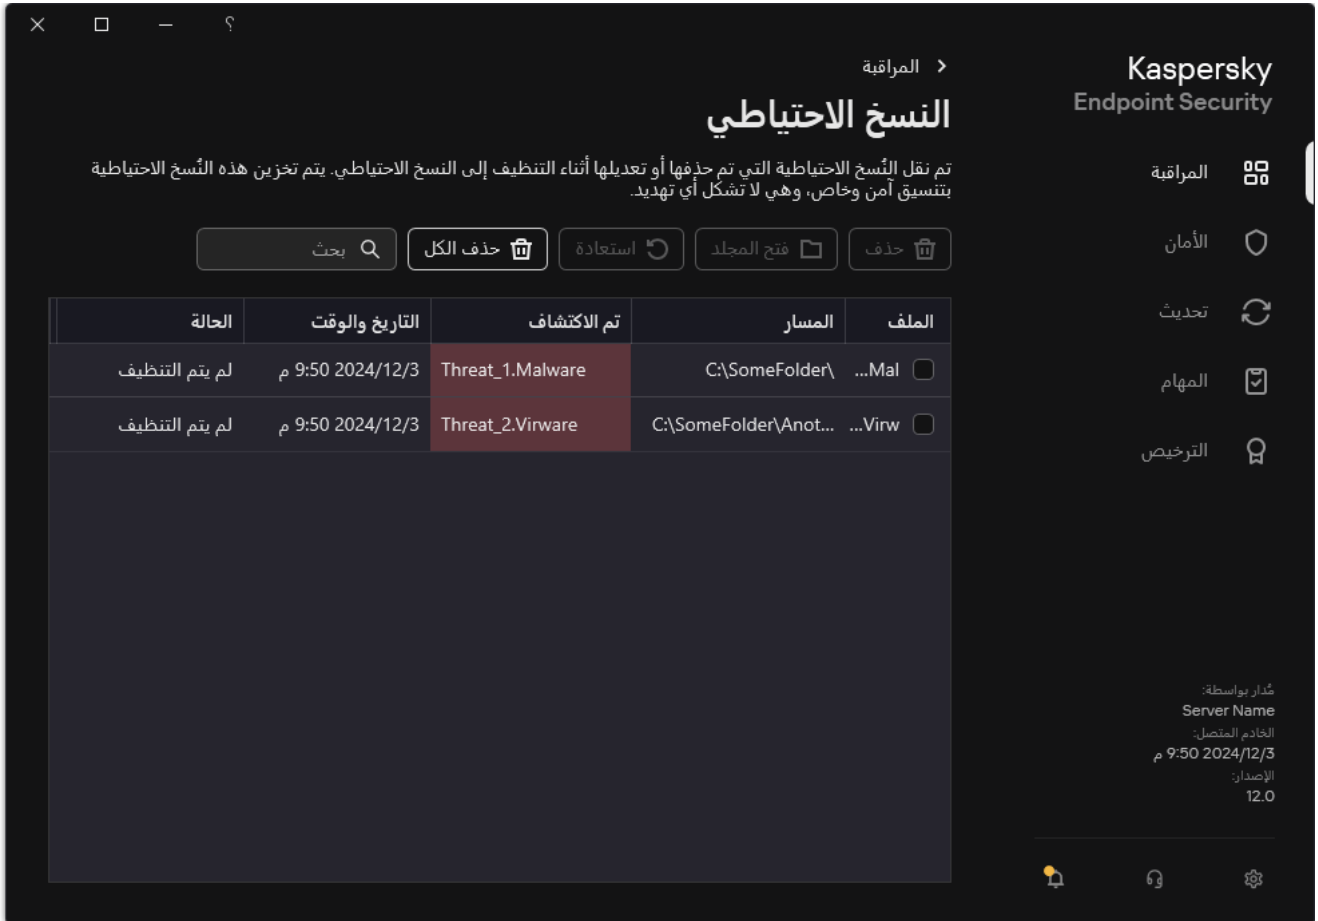 ؟
Kaspersky
Endpoint Security
المراقبة
الأمان
تحديث
المهام
الترخيص
مُدار بواسطة:
Server Name
الخادم المتصل:
2024/12/3 9:50 م
الإصدار:
12.0
المراقبة
النسخ الاحتياطي
تم نقل النُسخ الاحتياطية التي تم حذفها أو تعديلها أثناء التنظيف إلى النسخ الاحتياطي. يتم تخزين هذه النُسخ الاحتياطية
بتنسيق آمن وخاص، وهي لا تشكل أي تهديد.
حذف فتح المجلد استعادة حذف الكل بحث
الملف المسار تم الاكتشاف التاريخ والوقت الحالة
Mal... C:\SomeFolder\ Threat_1.Malware 2024/12/3 9:50 م لم يتم التنظيف
Virw... C:\SomeFolder\Anot... Threat_2.Virware 2024/12/3 9:50 م لم يتم التنظيف